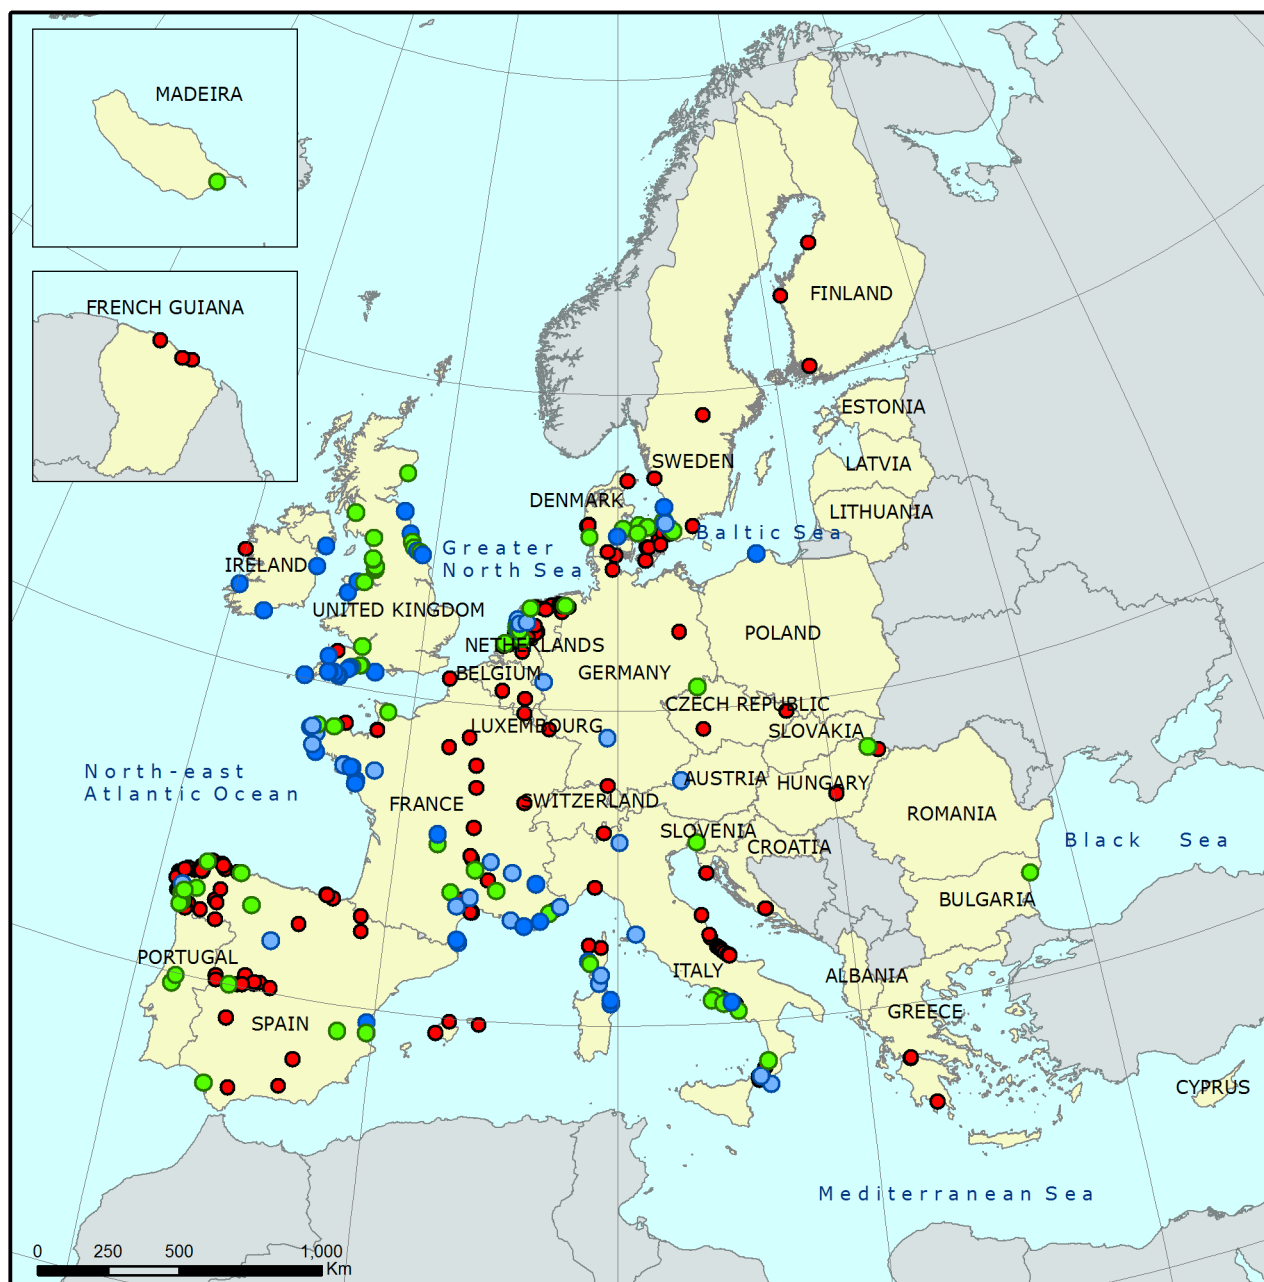 MADEIRA
FRENCH GUIANA
FINLAND
ESTONIA
SWEDEN
LATVIA
DENMARK
LITHUANIA
Baltic Sea
Greater
North Sea
IRELAND
UNITED KINGDOM
POLAND
NETHERLANDS
BELGIUM
GERMANY
CZECH REPUBLIC
LUXEMBOURG
SLOVAKIA
North-east
Atlantic Ocean
AUSTRIA
HUNGARY
FRANCE
SWITZERLAND
ROMANIA
SLOVENIA
CROATIA
Black Sea
BULGARIA
PORTUGAL
ITALY
ALBANIA
SPAIN
GREECE
CYPRUS
Mediterranean Sea
0 250 500 1,000
Km